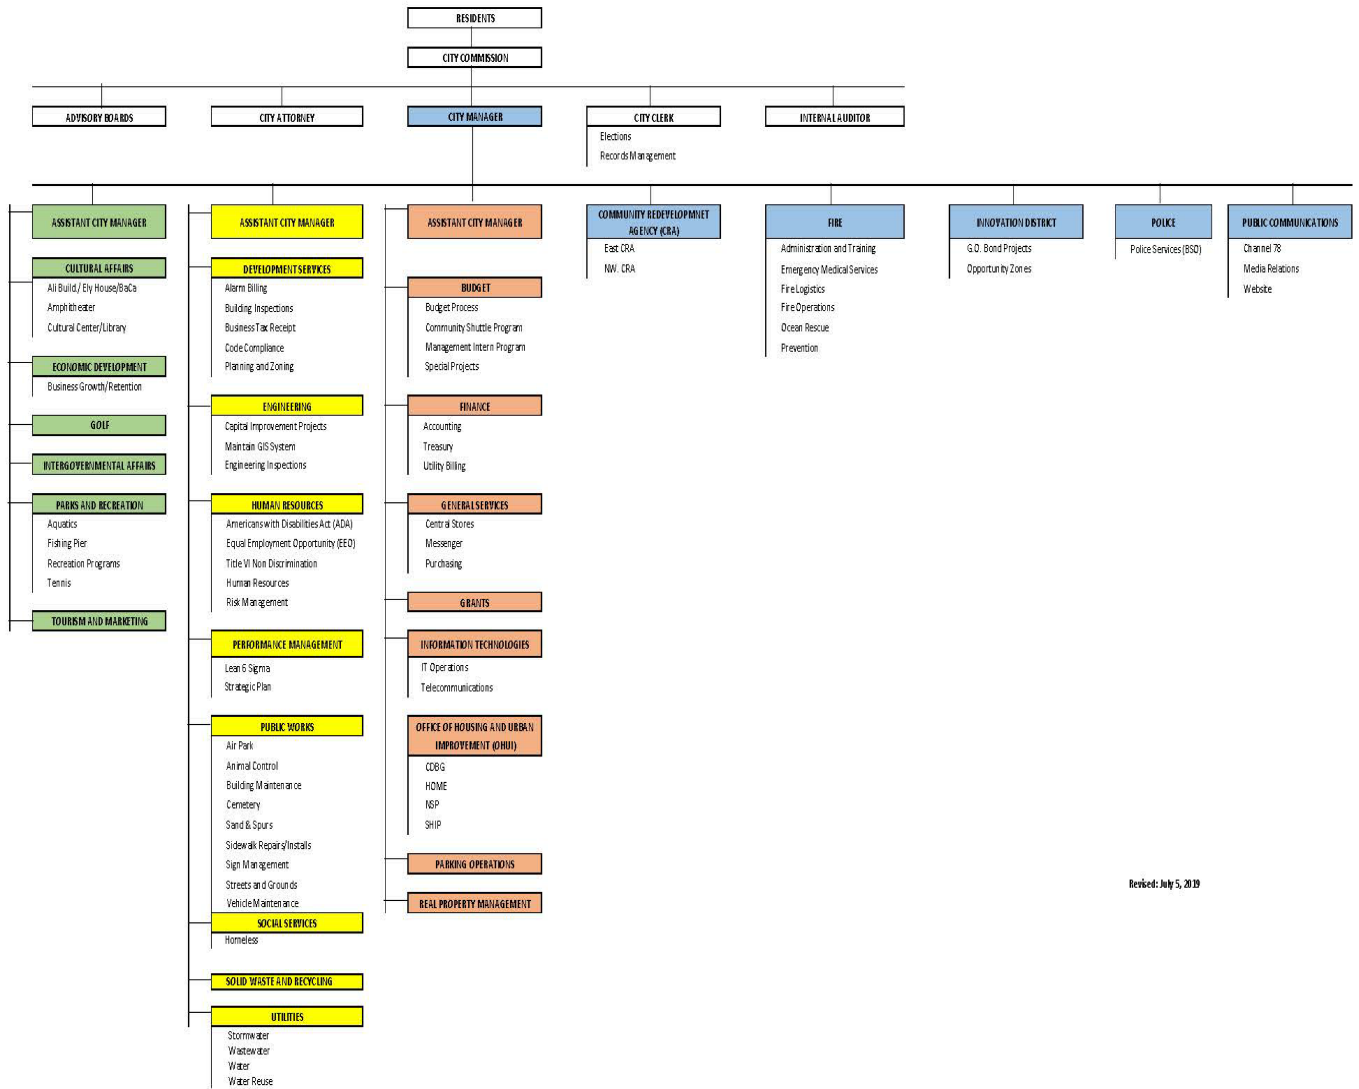 RESIDENTS
CITY COMMISSION
ADVISORY BOARDS
CITY ATTORNEY
CITY MANAGER
CITY CLERK
Elections
Records Management
INTERNAL AUDITOR
ASSISTANT CITY MANAGER
CULTURAL AFFAIRS
Ali Build./ Ely House/BaCa
Amphitheater
Cultural Center/Library
ECONOMIC DEVELOPMENT
Business Growth/Retention
GOLF
INTERGOVERNMENTAL AFFAIRS
PARKS AND RECREATION
Aquatics
Fishing Pier
Recreation Programs
Tennis
TOURISM AND MARKETING
ASSISTANT CITY MANAGER
DEVELOPMENT SERVICES
Alarm Billing
Building Inspections
Business Tax Receipt
Code Compliance
Planning and Zoning
ENGINEERING
Capital Improvement Projects
Maintain GIS System
Engineering Inspections
HUMAN RESOURCES
Americans with Disabilities Act (ADA)
Equal Employment Opportunity (EEO)
Title VI Non Discrimination
Human Resources
Risk Management
PERFORMANCE MANAGEMENT
Lean 6 Sigma
Strategic Plan
PUBLIC WORKS
Air Park
Animal Control
Building Maintenance
Cemetery
Sand & Spurs
Sidewalk Repairs/Installs
Sign Management
Streets and Grounds
Vehicle Maintenance
SOCIAL SERVICES
Homeless
SOLID WASTE AND RECYCLING
UTILITIES
Stormwater
Wastewater
Water
Water Reuse
ASSISTANT CITY MANAGER
BUDGET
Budget Process
Community Shuttle Program
Management Intern Program
Special Projects
FINANCE
Accounting
Treasury
Utility Billing
GENERAL SERVICES
Central Stores
Messenger
Purchasing
GRANTS
INFORMATION TECHNOLOGIES
IT Operations
Telecommunications
OFFICE OF HOUSING AND URBAN
IMPROVEMENT (OHUI)
CDBG
HOME
NSP
SHIP
PARKING OPERATIONS
REAL PROPERTY MANAGEMENT
COMMUNITY REDEVELOPMNET
AGENCY (CRA)
East CRA
NW. CRA
FIRE
Administration and Training
Emergency Medical Services
Fire Logistics
Fire Operations
Ocean Rescue
Prevention
INNOVATION DISTRICT
G.O. Bond Projects
Opportunity Zones
POLICE
Police Services (BSO)
PUBLIC COMMUNICATIONS
Channel 78
Media Relations
Website
Revised: July 5, 2019